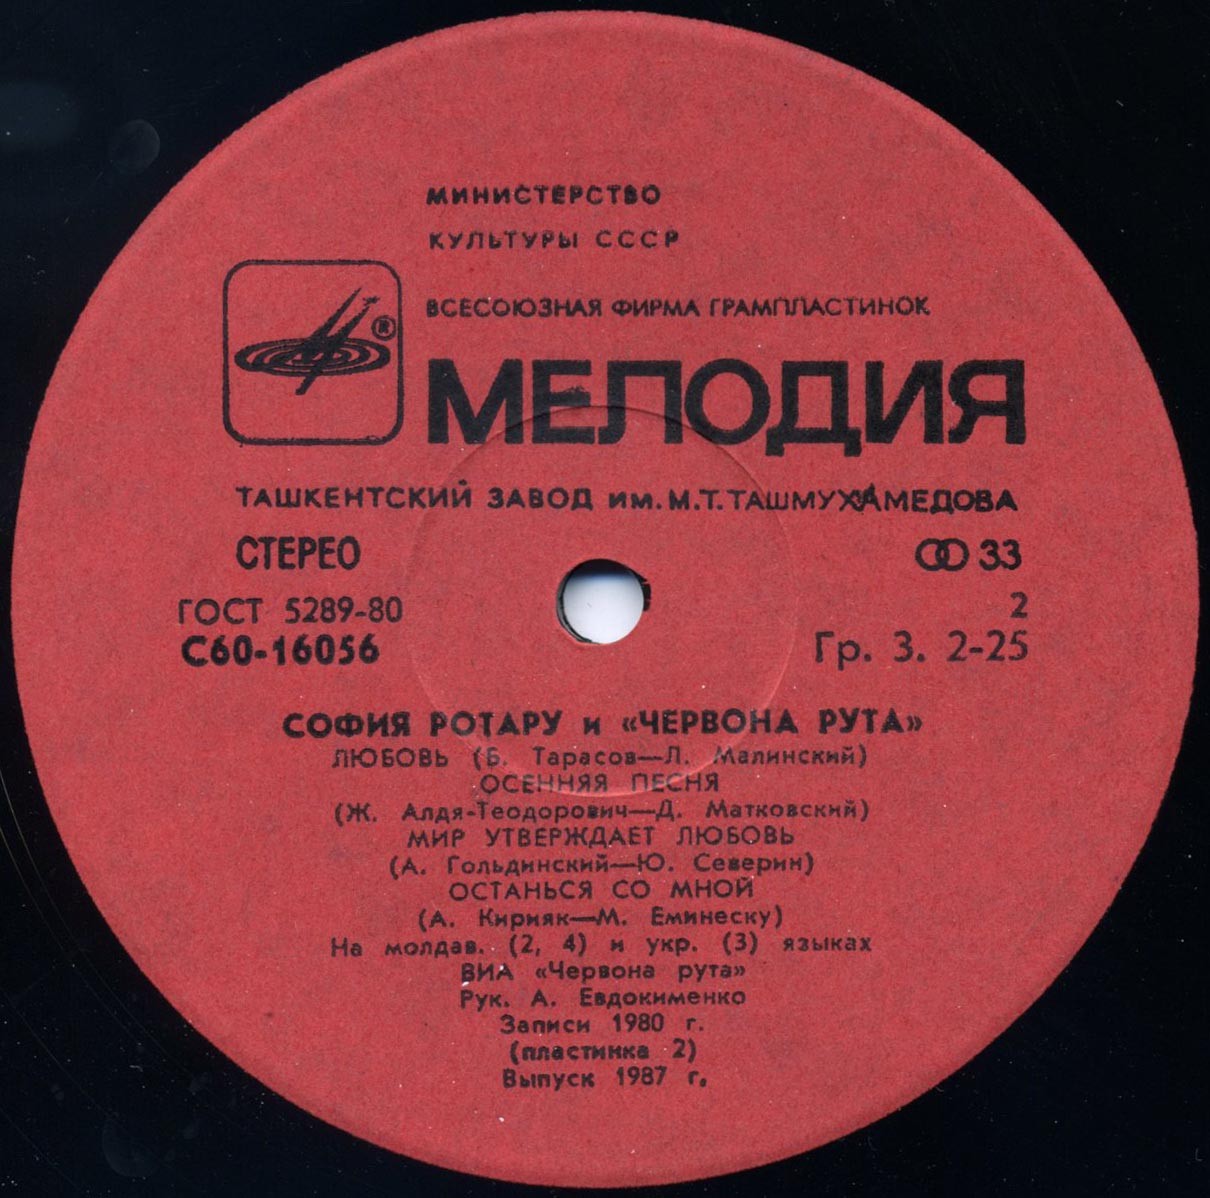 МИНИСТЕРСТВО
КУЛЬТУРЫ СССР
ВСЕСОЮЗНАЯ ФИРМА ГРАМПЛАСТИНОК
®
МЕЛОДИЯ
ТАШКЕНТСКИЙ ЗАВОД им. М.Т. ТАШМУХАМЕДОВА
СТЕРЕО 33
ГОСТ 5289-80 2
С60-16056 Гр. 3. 2-25
СОФИЯ РОТАРУ и «ЧЕРВОНА РУТА»
ЛЮБОВЬ (Б. Тарасов—Л. Малинский)
ОСЕННЯЯ ПЕСНЯ
(Ж. Алдя-Теодорович—Д. Матковский)
МИР УТВЕРЖДАЕТ ЛЮБОВЬ
(А. Гольдинский—Ю. Северин)
ОСТАНЬСЯ СО МНОЙ
(А. Кирияк—М. Еминеску)
На молдав. (2, 4) и укр. (3) языках
ВИА «Червона рута»
Рук. А. Евдокименко
Записи 1980 г.
(пластинка 2)
Выпуск 1987 г.